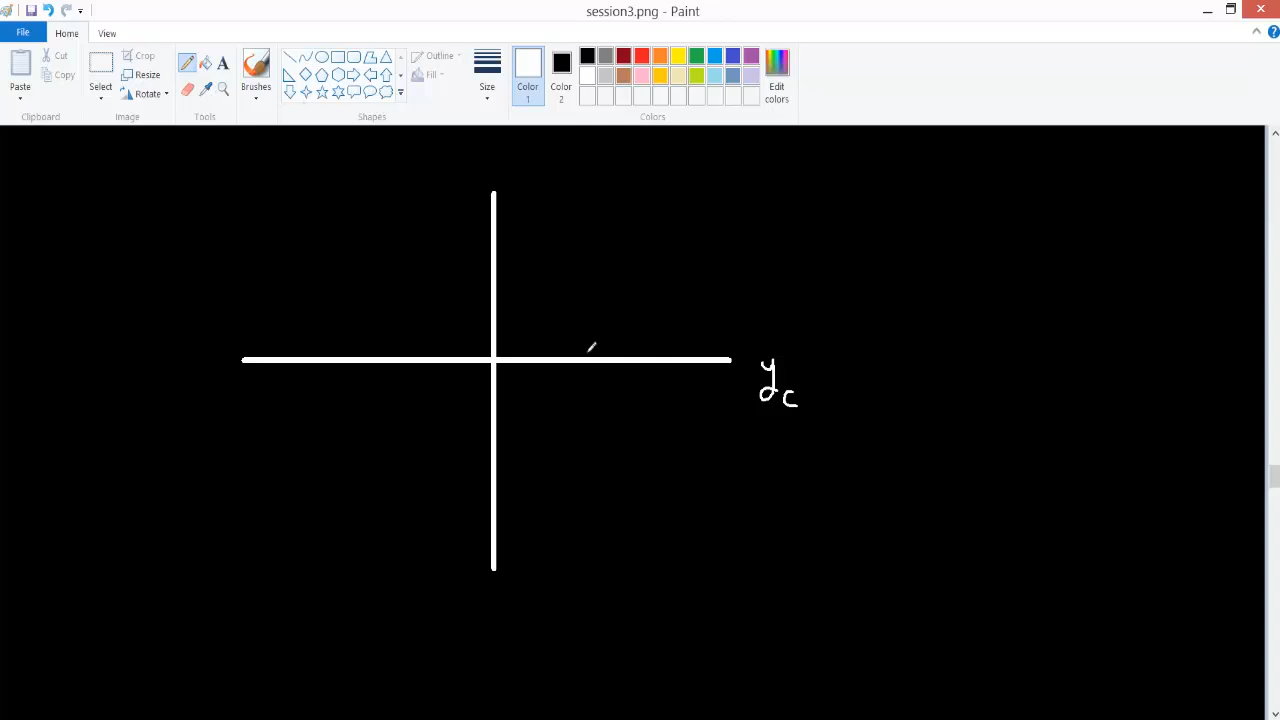 session3.png - Paint
File Home View
Paste
Cut
Copy
Clipboard
Select
Crop
Resize
Rotate
Image
A
Tools
Brushes
Shapes
Outline
Fill
Size
Color 1
Color 2
Colors
Edit colors
y c